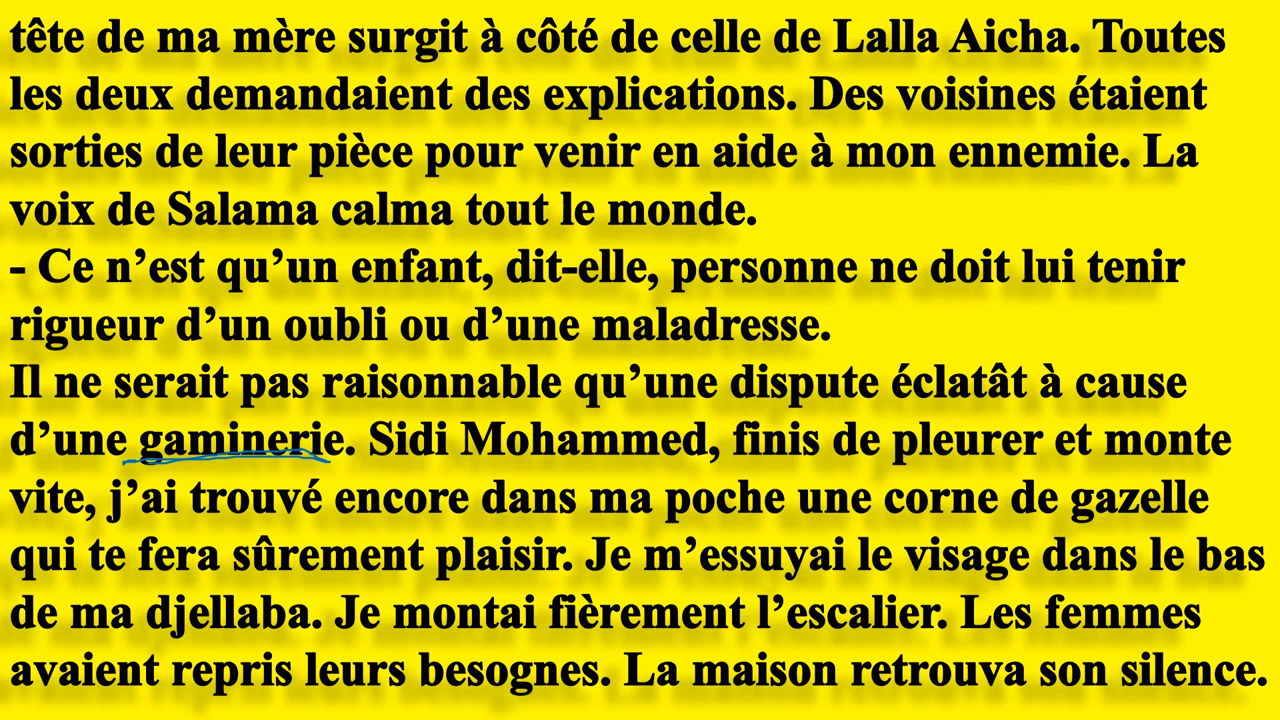 tête de ma mère surgit à côté de celle de Lalla Aicha. Toutes
les deux demandaient des explications. Des voisines étaient
sorties de leur pièce pour venir en aide à mon ennemie. La
voix de Salama calma tout le monde.
- Ce n’est qu’un enfant, dit-elle, personne ne doit lui tenir
rigueur d’un oubli ou d’une maladresse.
Il ne serait pas raisonnable qu’une dispute éclatât à cause
d’une gaminerie. Sidi Mohammed, finis de pleurer et monte
vite, j’ai trouvé encore dans ma poche une corne de gazelle
qui te fera sûrement plaisir. Je m’essuyai le visage dans le bas
de ma djellaba. Je montai fièrement l’escalier. Les femmes
avaient repris leurs besognes. La maison retrouva son silence.